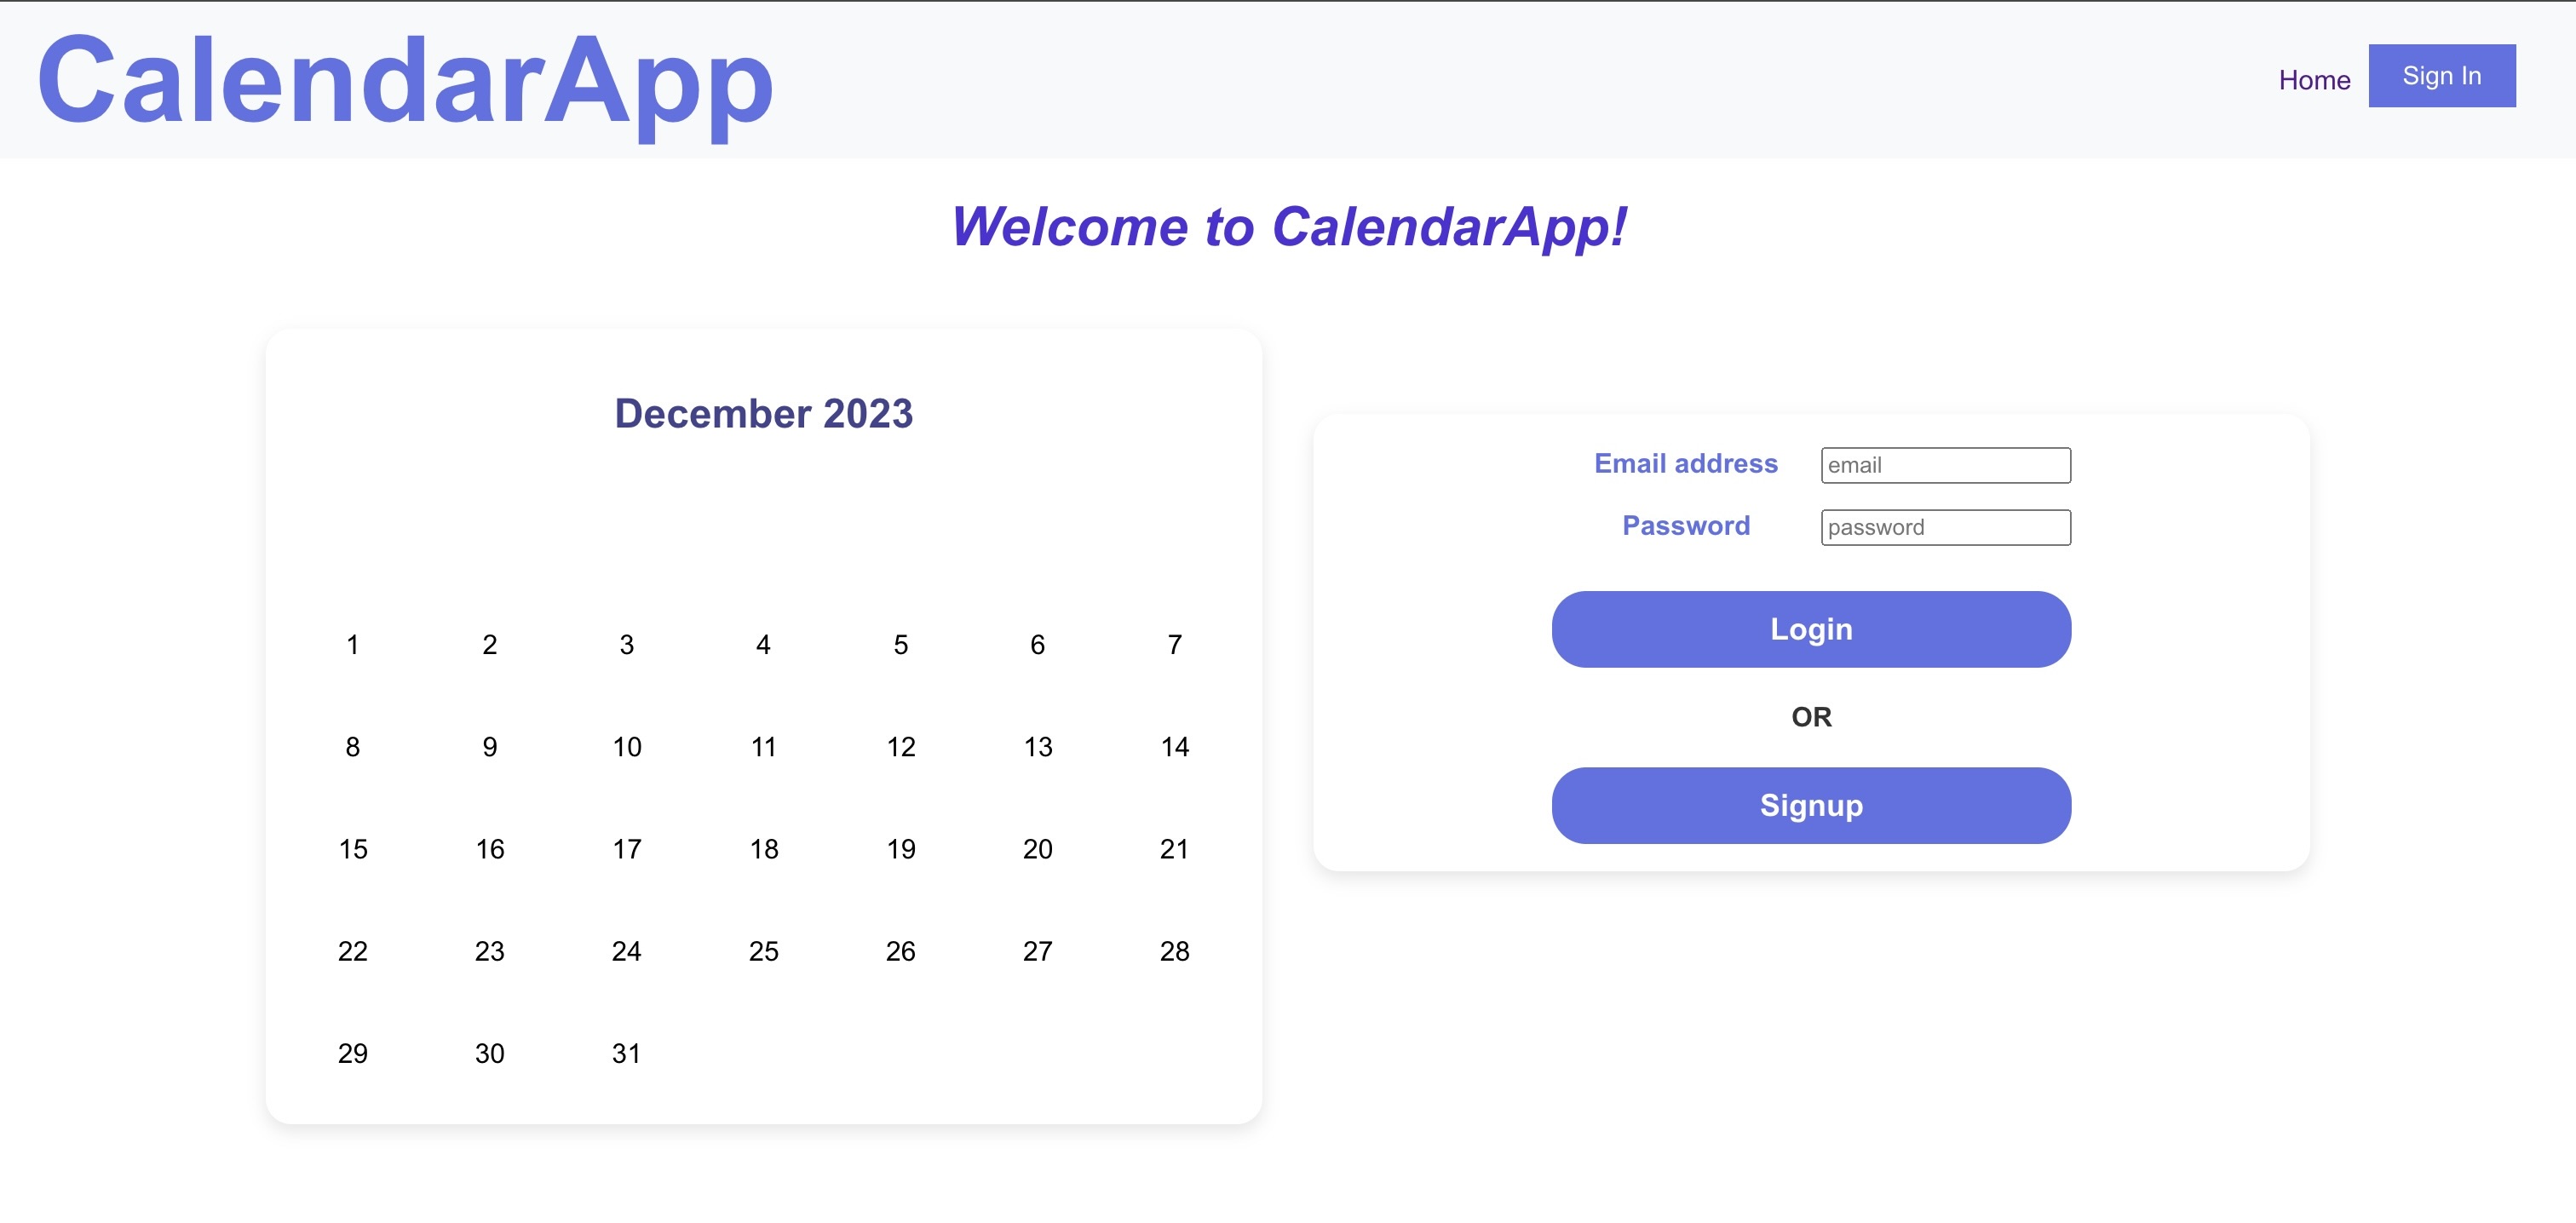 CalendarApp
Home
Sign In
Welcome to CalendarApp!
December 2023
1 2 3 4 5 6 7
8 9 10 11 12 13 14
15 16 17 18 19 20 21
22 23 24 25 26 27 28
29 30 31
Email address
email
Password
password
Login
OR
Signup